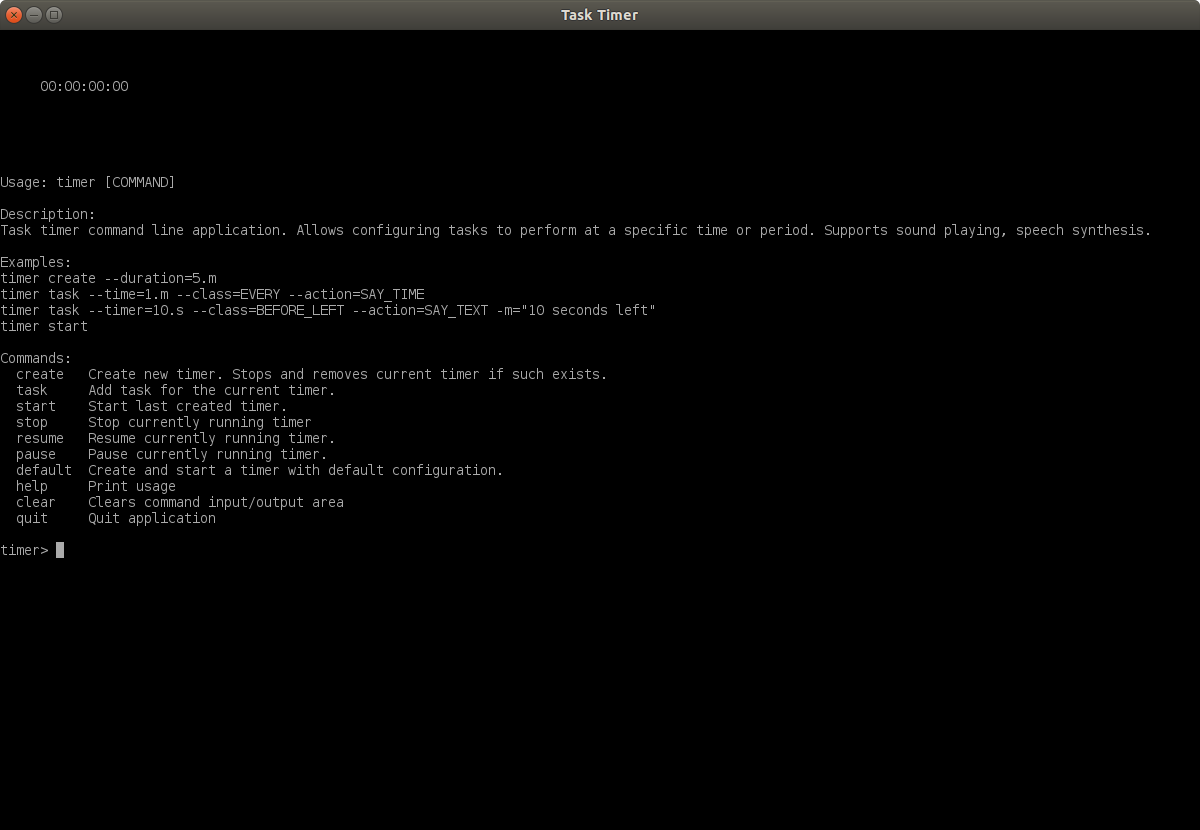 Task Timer
00:00:00:00
Usage: timer [COMMAND]
Description:
Task timer command line application. Allows configuring tasks to perform at a specific time or period. Supports sound playing, speech synthesis.
Examples:
timer create --duration=5.m
timer task --time=1.m --class=EVERY --action=SAY_TIME
timer task --timer=10.s --class=BEFORE_LEFT --action=SAY_TEXT -m="10 seconds left"
timer start
Commands:
create   Create new timer. Stops and removes current timer if such exists.
task     Add task for the current timer.
start    Start last created timer.
stop     Stop currently running timer
resume   Resume currently running timer.
pause    Pause currently running timer.
default  Create and start a timer with default configuration.
help     Print usage
clear    Clears command input/output area
quit     Quit application
timer>